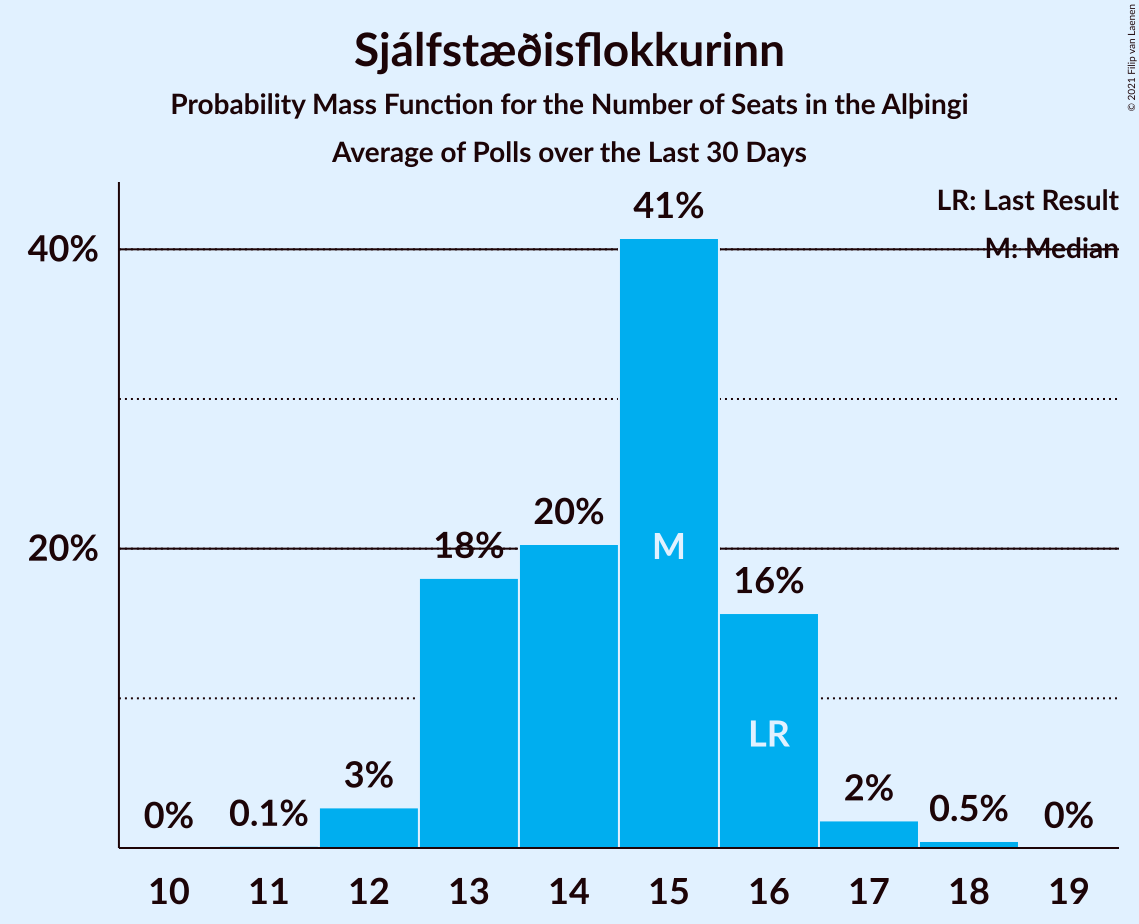 Sjálfstæðisflokkurinn
Probability Mass Function for the Number of Seats in the Alþingi
Average of Polls over the Last 30 Days
© 2021 Filip van Laenen
LR: Last Result
M: Median
41%
40%
20%
18%
20%
M
16%
LR
3%
2%
0%
0.1%
0.5%
0%
10 11 12 13 14 15 16 17 18 19